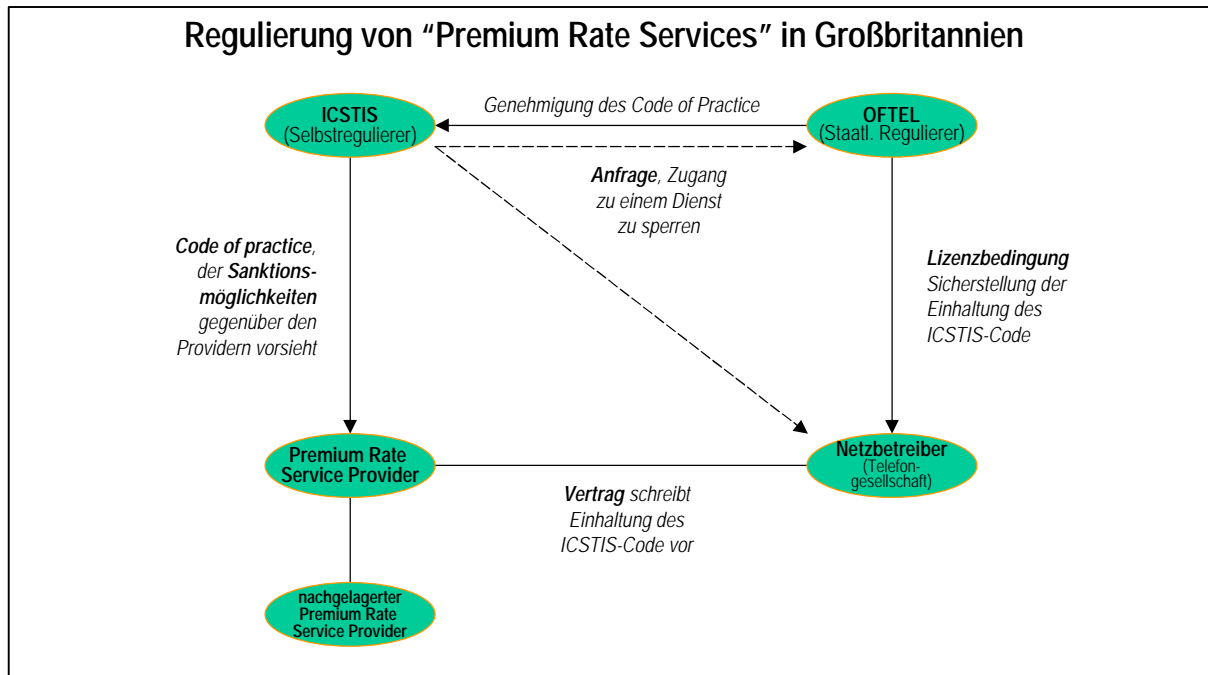 Regulierung von “Premium Rate Services” in Großbritannien
ICSTIS
(Selbstregulierer)
Genehmigung des Code of Practice
OFTEL
(Staatl. Regulierer)
Anfrage, Zugang
zu einem Dienst
zu sperren
Code of practice,
der Sanktions-
möglichkeiten
gegenüber den
Providern vorsieht
Lizenzbedingung
Sicherstellung der
Einhaltung des
ICSTIS-Code
Premium Rate
Service Provider
Netzbetreiber
(Telefon-
gesellschaft)
Vertrag schreibt
Einhaltung des
ICSTIS-Code vor
nachgelagerter
Premium Rate
Service Provider